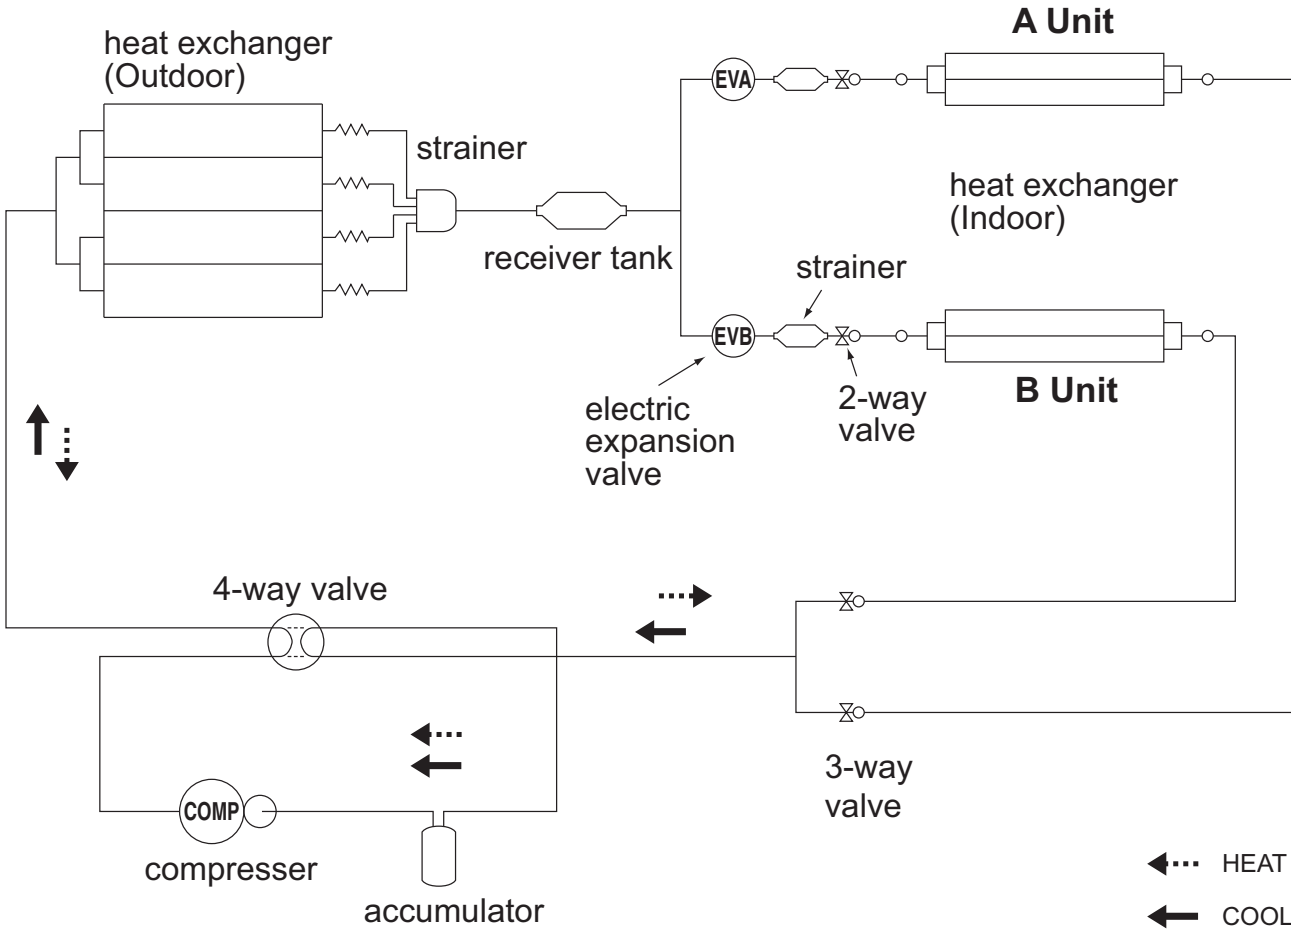 A Unit
heat exchanger
(Outdoor)
EVA
strainer
heat exchanger
(Indoor)
receiver tank
strainer
EVB
B Unit
2-way
valve
electric
expansion
valve
4-way valve
3-way
valve
COMP
compresser
accumulator
HEAT
COOL